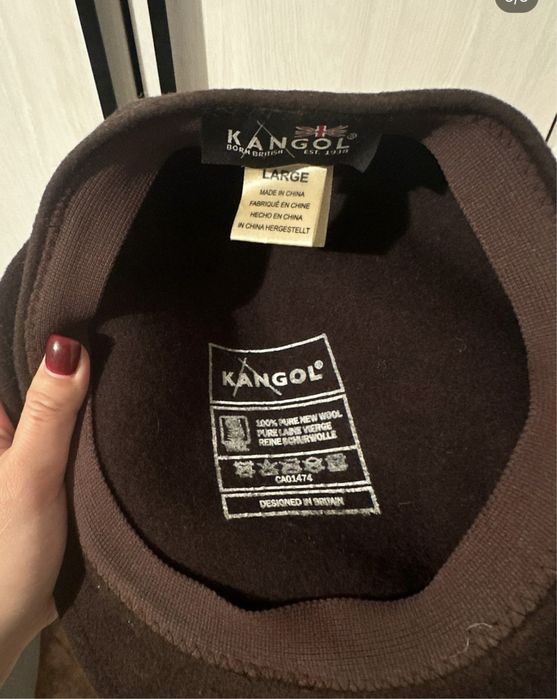 KANGOL®
BORN BRITISH EST. 1938
LARGE
MADE IN CHINA
FABRIQUÉ EN CHINE
HECHO EN CHINA
IN CHINA HERGESTELLT
KANGOL®
100% PURE NEW WOOL
PURE LAINE VIERGE
REINE SCHURWOLLE
CA01474
DESIGNED IN BRITAIN